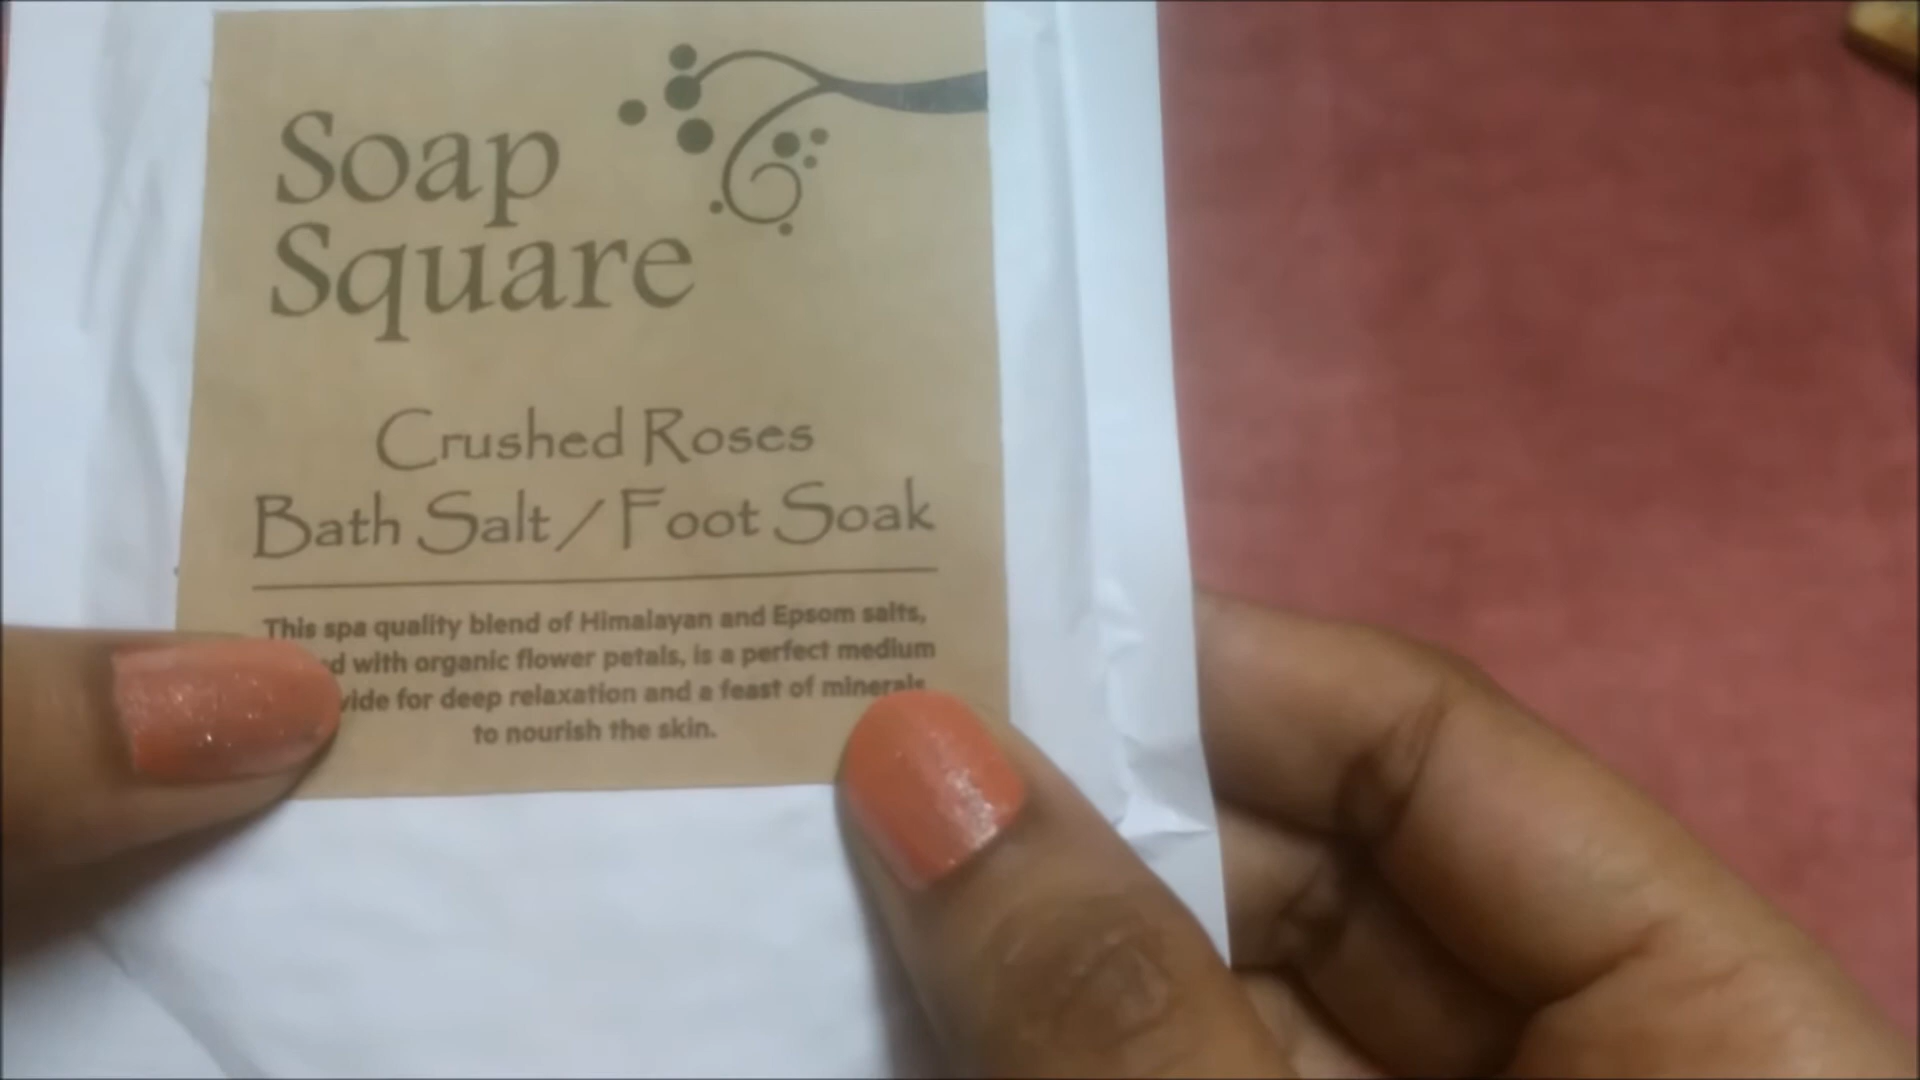 Soap
Square
Crushed Roses
Bath Salt/Foot Soak
This spa quality blend of Himalayan and Epsom salts,
with organic flower petals, is a perfect medium
for deep relaxation and a feast of minerals
to nourish the skin.